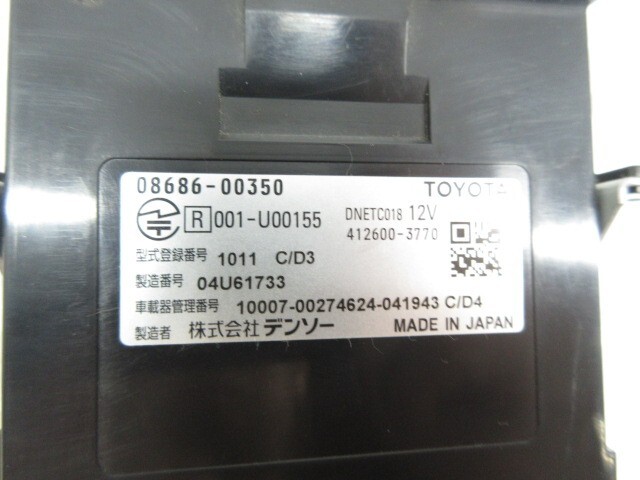 08686-00350 TOYOTA
R 001-U00155 DNETC018 12V
412600-3770
型式登録番号 1011 C/D3
製造番号 04U61733
車載器管理番号 10007-00274624-041943 C/D4
製造者 株式会社 デンソー MADE IN JAPAN